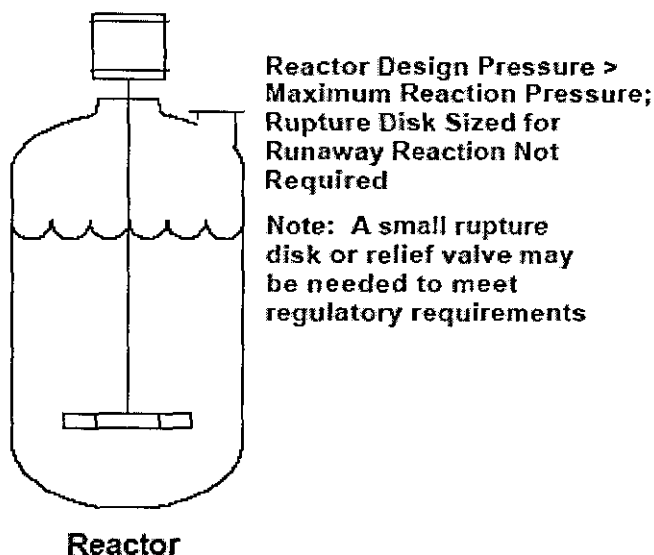 Reactor Design Pressure >
Maximum Reaction Pressure;
Rupture Disk Sized for
Runaway Reaction Not
Required
Note: A small rupture
disk or relief valve may
be needed to meet
regulatory requirements
Reactor